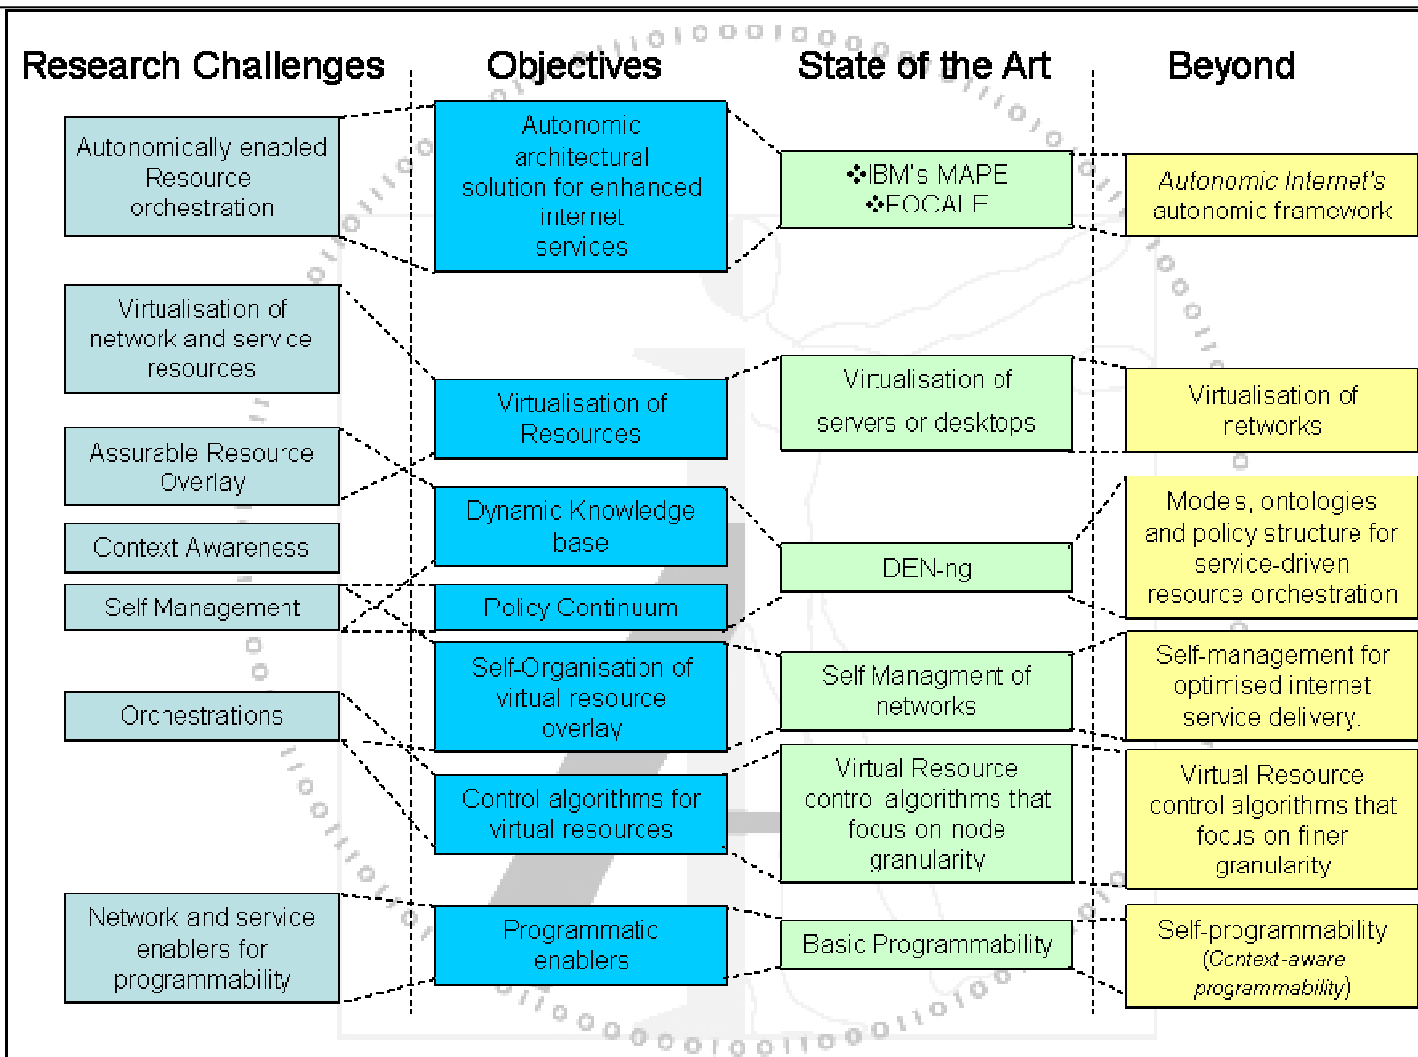 Research Challenges
Objectives
State of the Art
Beyond
Autonomically enabled
Resource
orchestration
Virtualisation of
network and service
resources
Assurable Resource
Overlay
Context Awareness
Self Management
Orchestrations
Network and service
enablers for
programmability
Autonomic
architectural
solution for enhanced
internet
services
Virtualisation of
Resources
Dynamic Knowledge
base
Policy Continuum
Self-Organisation of
virtual resource
overlay
Control algorithms for
virtual resources
Programmatic
enablers
❖IBM's MAPE
❖FOCALE
Virtualisation of
servers or desktops
DEN-ng
Self Managment of
networks
Virtual Resource
control algorithms that
focus on node
granularity
Basic Programmability
Autonomic Internet's
autonomic framework
Virtualisation of
networks
Models, ontologies
and policy structure for
service-driven
resource orchestration
Self-management for
optimised internet
service delivery.
Virtual Resource
control algorithms that
focus on finer
granularity
Self-programmability
(Context-aware
programmability)